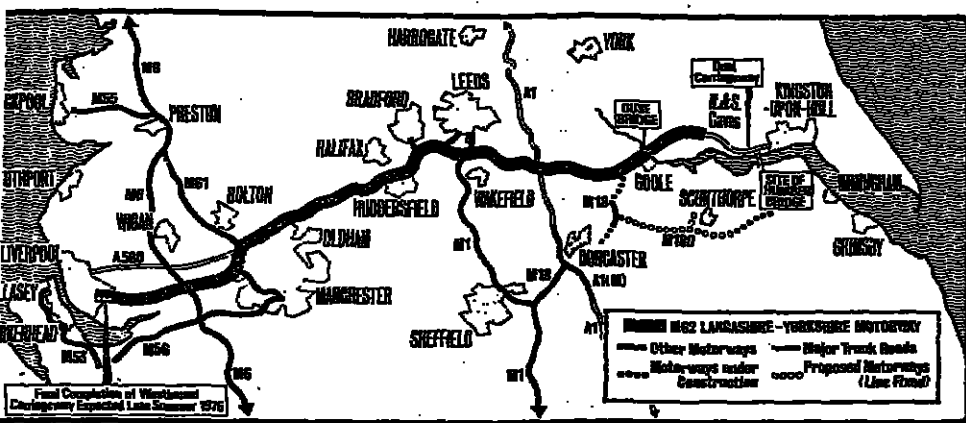 HARROGATE
YORK
M6
LEEDS
Dual
Carriageway
KINGSTON
-UPON-HULL
M55
BRADFORD
A1
OUSE
BRIDGE
PRESTON
HALIFAX
GOOLE
SITE OF
HUMBER
BRIDGE
M61
BOLTON
HUDDERSFIELD
WAKEFIELD
M18
SCUNTHORPE
IMMINGHAM
WIGAN
OLDHAM
M1
M180
GRIMSBY
LIVERPOOL
A580
DONCASTER
M18
A1(M)
MANCHESTER
SHEFFIELD
A1
M62 LANCASHIRE-YORKSHIRE MOTORWAY
Other Motorways
Major Trunk Roads
Motorways under
Construction
Proposed Motorways
(Line Fixed)
M53
M56
M6
M1
Final Completion of Westbound
Carriageway Expected Late Summer 1976